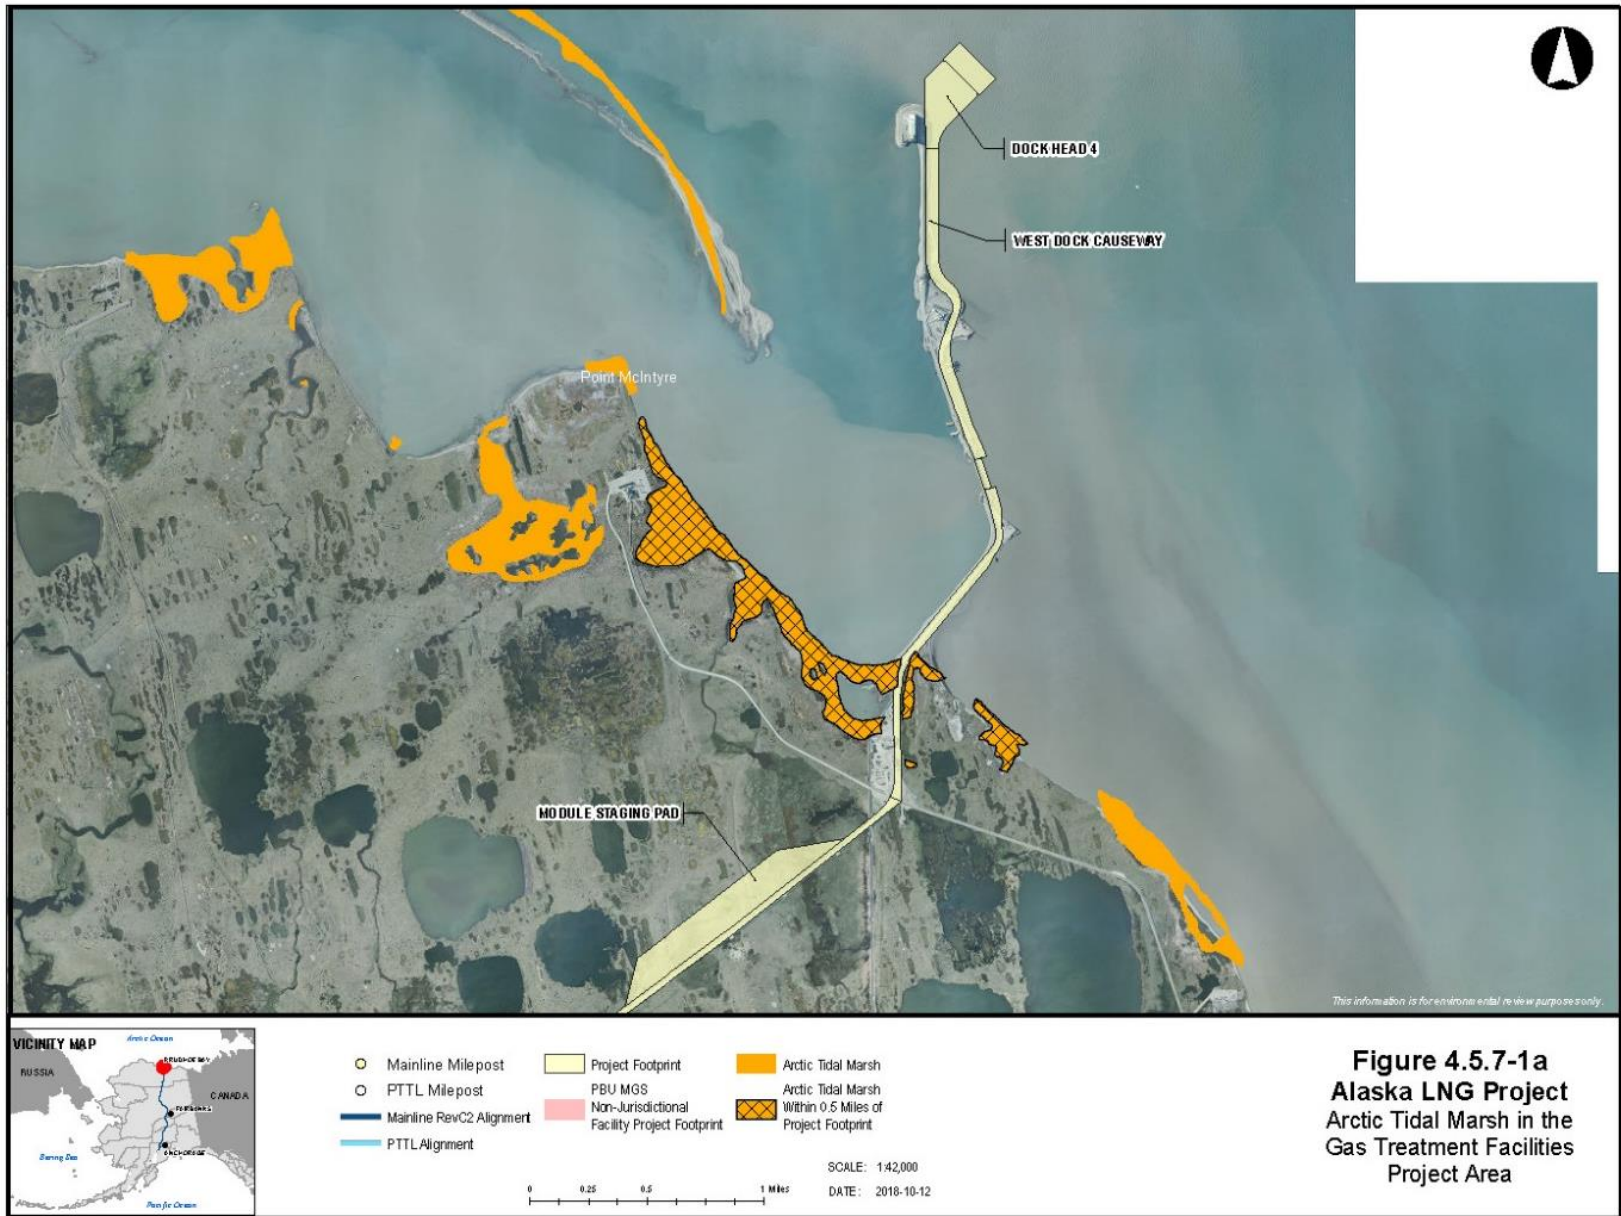 DOCK HEAD 4
WEST DOCK CAUSEWAY
Point McIntyre
MODULE STAGING PAD
This information is for environmental review purposes only.
VICINITY MAP
Arctic Ocean
PRUDHOE BAY
RUSSIA
CANADA
FAIRBANKS
ANCHORAGE
Bering Sea
Pacific Ocean
Mainline Milepost
PTTL Milepost
Mainline RevC2 Alignment
PTTL Alignment
Project Footprint
PBU MGS
Non-Jurisdictional
Facility Project Footprint
Arctic Tidal Marsh
Arctic Tidal Marsh
Within 0.5 Miles of
Project Footprint
0 0.25 0.5 1 Miles
SCALE: 1:42,000
DATE: 2018-10-12
Figure 4.5.7-1a
Alaska LNG Project
Arctic Tidal Marsh in the
Gas Treatment Facilities
Project Area